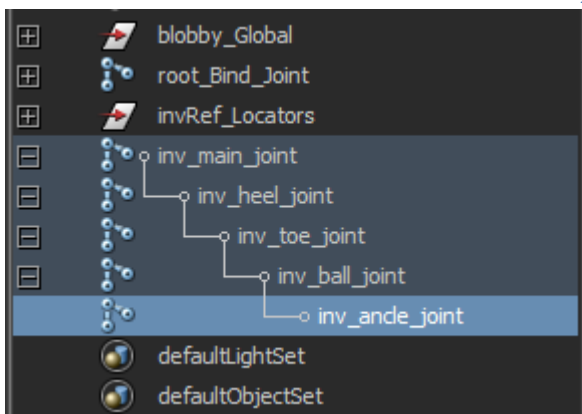 blobby_Global
root_Bind_Joint
invRef_Locators
inv_main_joint
inv_heel_joint
inv_toe_joint
inv_ball_joint
inv_ancle_joint
defaultLightSet
defaultObjectSet